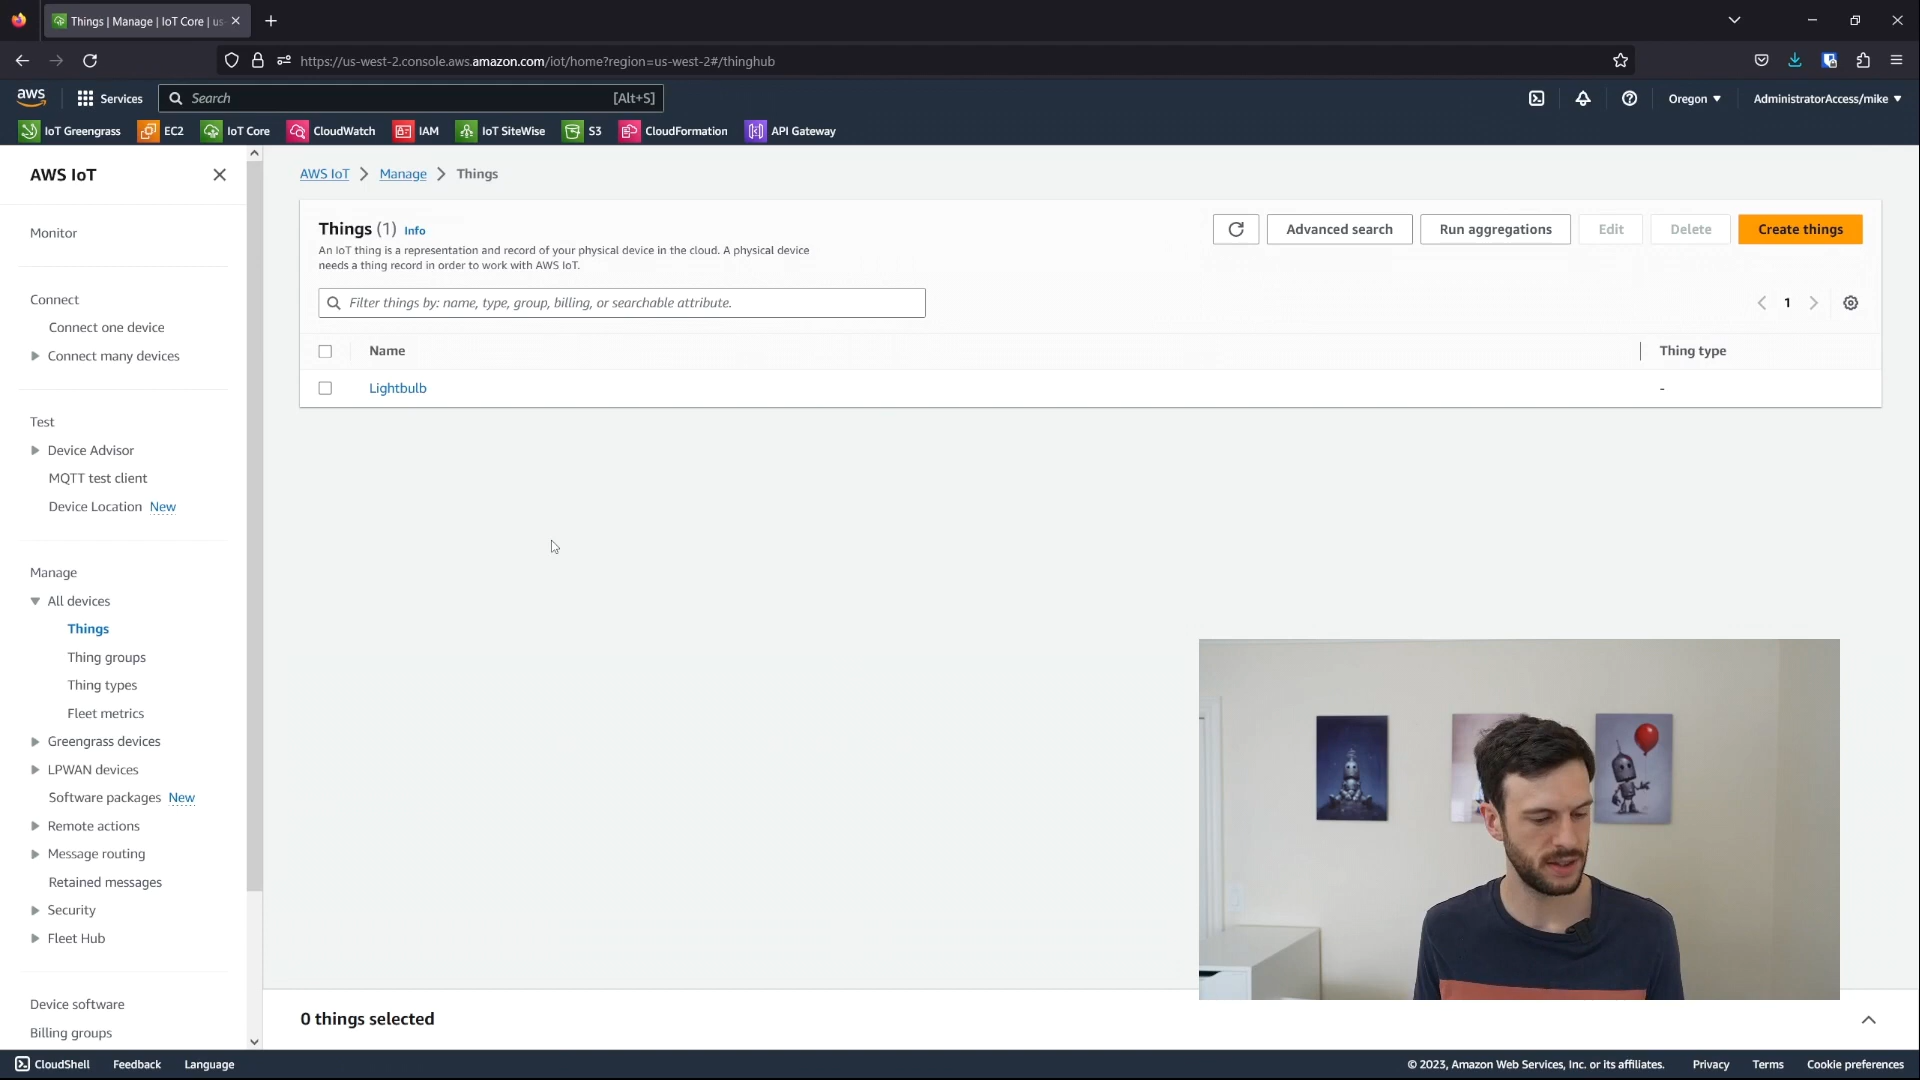 Things | Manage | IoT Core | us-
https://us-west-2.console.aws.amazon.com/iot/home?region=us-west-2#/thinghub
aws
Services
Search
[Alt+S]
Oregon
AdministratorAccess/mike
IoT Greengrass
EC2
IoT Core
CloudWatch
IAM
IoT SiteWise
S3
CloudFormation
API Gateway
AWS IoT
Monitor
Connect
Connect one device
Connect many devices
Test
Device Advisor
MQTT test client
Device Location New
Manage
All devices
Things
Thing groups
Thing types
Fleet metrics
Greengrass devices
LPWAN devices
Software packages New
Remote actions
Message routing
Retained messages
Security
Fleet Hub
Device software
Billing groups
AWS IoT > Manage > Things
Things (1) Info
An IoT thing is a representation and record of your physical device in the cloud. A physical device
needs a thing record in order to work with AWS IoT.
Advanced search
Run aggregations
Edit
Delete
Create things
Filter things by: name, type, group, billing, or searchable attribute.
1
Name
Thing type
Lightbulb
-
0 things selected
CloudShell
Feedback
Language
© 2023, Amazon Web Services, Inc. or its affiliates.
Privacy
Terms
Cookie preferences